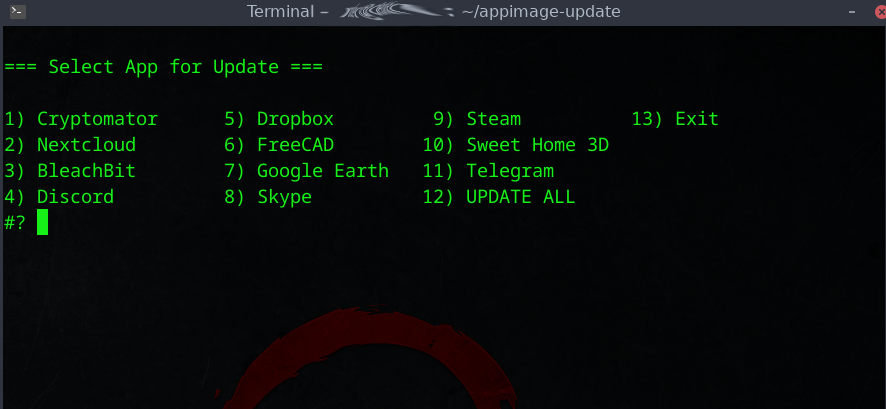 Terminal – ~/appimage-update
=== Select App for Update ===
1) Cryptomator 5) Dropbox 9) Steam 13) Exit
2) Nextcloud 6) FreeCAD 10) Sweet Home 3D
3) BleachBit 7) Google Earth 11) Telegram
4) Discord 8) Skype 12) UPDATE ALL
#?